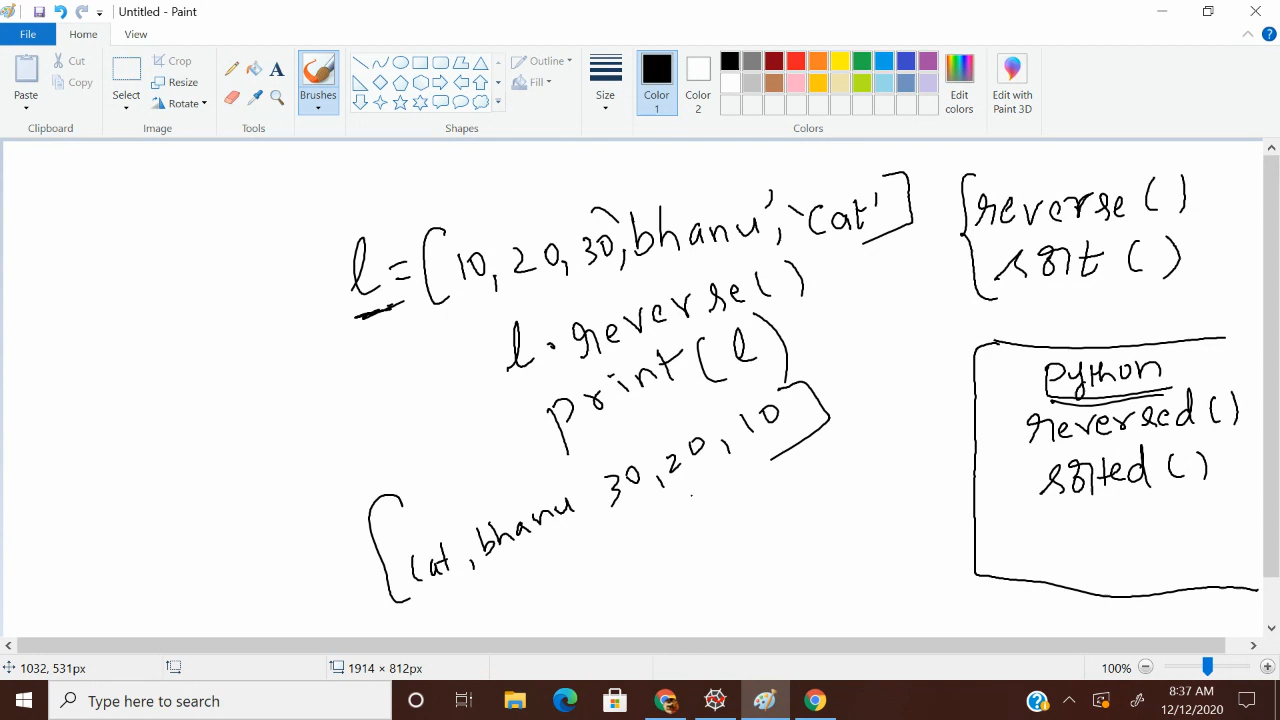 Untitled - Paint
File Home View
Paste
Cut
Copy
Clipboard
Select
Crop
Resize
Rotate
Image
Tools
Brushes
Outline
Fill
Shapes
Size
Color 1
Color 2
Edit colors
Colors
Edit with Paint 3D
l=[10, 20, 30,'bhanu','cat']
l.reverse()
print(l)
[cat,bhanu 30,20,10]
reverse()
sort()
python
reversed()
sorted()
1032, 531px
1914 × 812px
100%
Type here to search
8:37 AM
12/12/2020